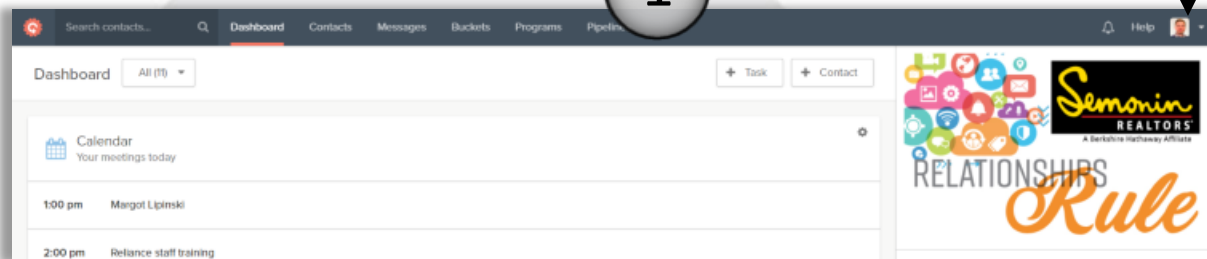 1
Search contacts... Dashboard Contacts Messages Buckets Programs Pipeline Help
Dashboard All (11) + Task + Contact
Calendar
Your meetings today
1:00 pm Margot Lipinski
2:00 pm Reliance staff training
Semonin
REALTORS
A Berkshire Hathaway Affiliate
RELATIONSHIPS
Rule